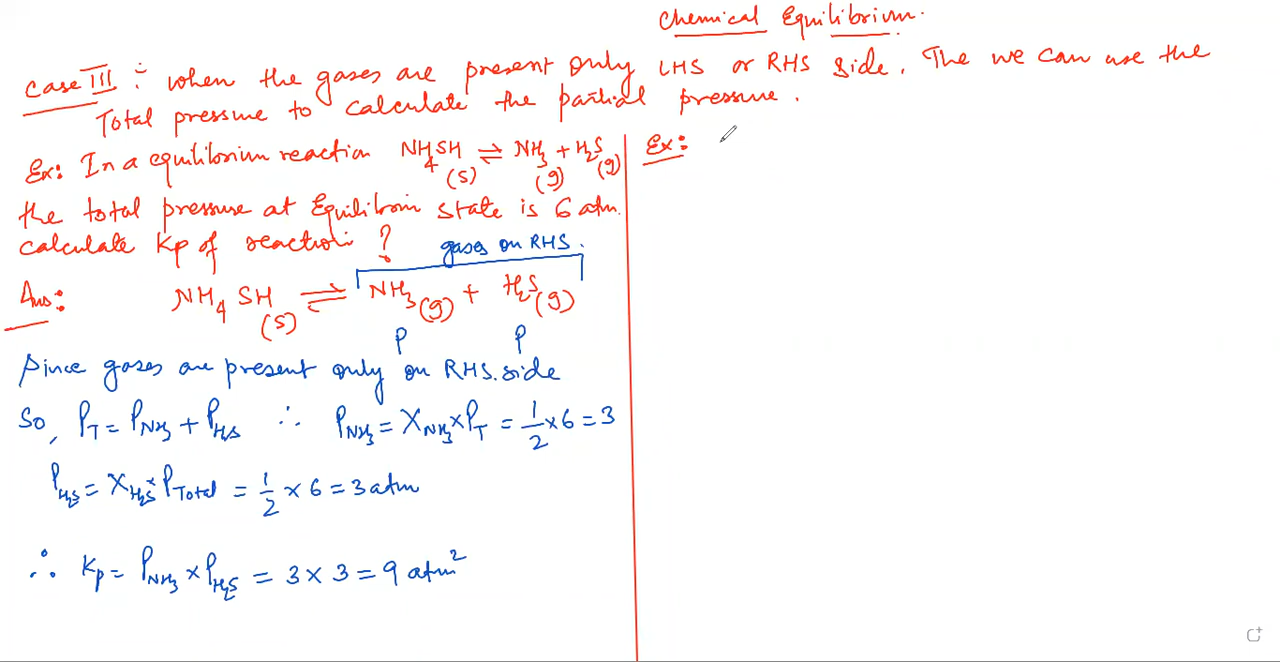 Chemical Equilibrium.
Case III :- when the gases are present only LHS or RHS side. The we can use the
Total pressure to calculate the partial pressure.
Ex: In a equilibrium reaction NH4SH(s) ⇌ NH3(g) + H2S(g)
the total pressure at Equilibrim state is 6 atm.
calculate Kp of reaction ?
gases on RHS.
Ans: NH4SH(s) ⇌ NH3(g) + H2S(g)
P P
Since gases are present only on RHS. side
So, PT = PNH3 + PH2S ∴ PNH3 = XNH3 × PT = 1/2 × 6 = 3
PH2S = XH2S × PTotal = 1/2 × 6 = 3 atm
∴ Kp = PNH3 × PH2S = 3 × 3 = 9 atm²
Ex: